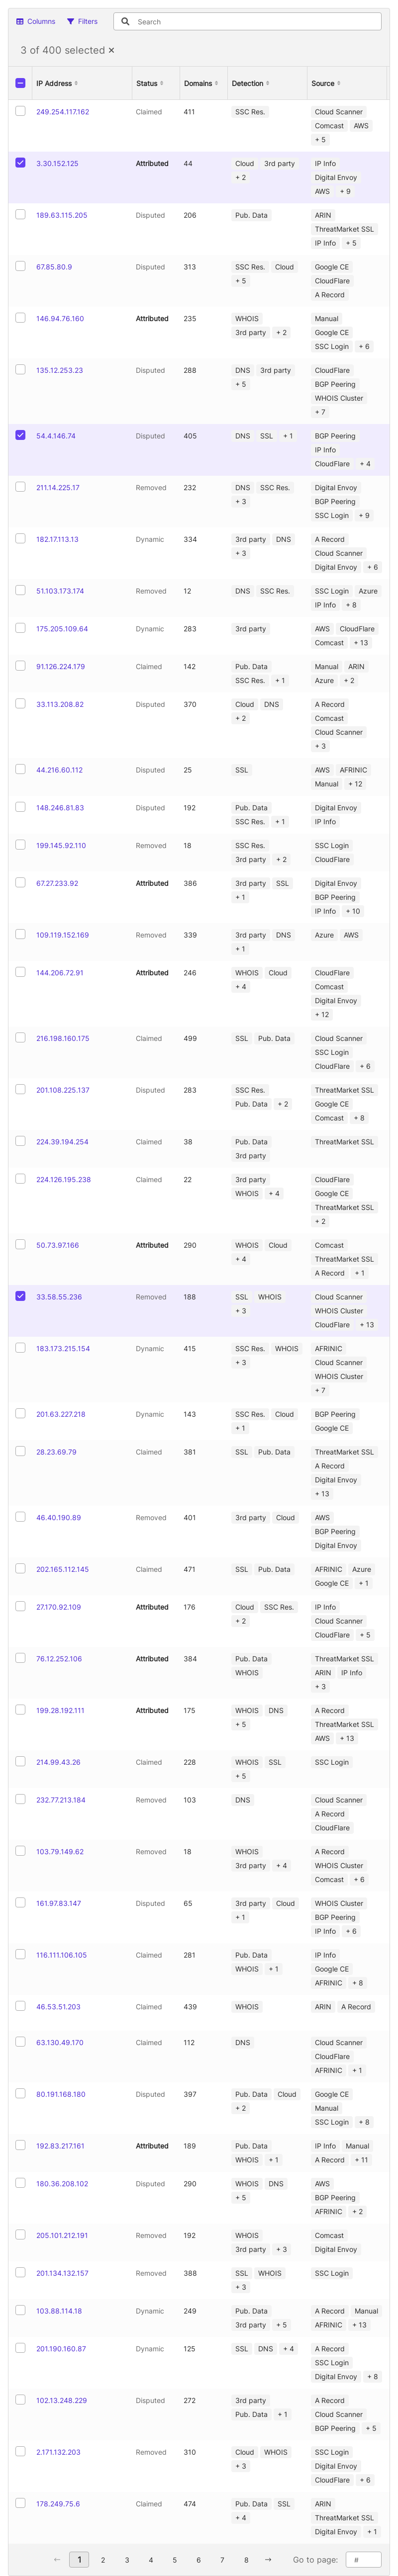 Columns Filters Search
3 of 400 selected ×
IP Address Status Domains Detection Source
249.254.117.162 Claimed 411 SSC Res. Cloud Scanner
Comcast AWS
+ 5
3.30.152.125 Attributed 44 Cloud 3rd party IP Info
+ 2 Digital Envoy
AWS + 9
189.63.115.205 Disputed 206 Pub. Data ARIN
ThreatMarket SSL
IP Info + 5
67.85.80.9 Disputed 313 SSC Res. Cloud Google CE
+ 5 CloudFlare
A Record
146.94.76.160 Attributed 235 WHOIS Manual
3rd party + 2 Google CE
SSC Login + 6
135.12.253.23 Disputed 288 DNS 3rd party CloudFlare
+ 5 BGP Peering
WHOIS Cluster
+ 7
54.4.146.74 Disputed 405 DNS SSL + 1 BGP Peering
IP Info
CloudFlare + 4
211.14.225.17 Removed 232 DNS SSC Res. Digital Envoy
+ 3 BGP Peering
SSC Login + 9
182.17.113.13 Dynamic 334 3rd party DNS A Record
+ 3 Cloud Scanner
Digital Envoy + 6
51.103.173.174 Removed 12 DNS SSC Res. SSC Login Azure
IP Info + 8
175.205.109.64 Dynamic 283 3rd party AWS CloudFlare
Comcast + 13
91.126.224.179 Claimed 142 Pub. Data Manual ARIN
SSC Res. + 1 Azure + 2
33.113.208.82 Disputed 370 Cloud DNS A Record
+ 2 Comcast
Cloud Scanner
+ 3
44.216.60.112 Disputed 25 SSL AWS AFRINIC
Manual + 12
148.246.81.83 Disputed 192 Pub. Data Digital Envoy
SSC Res. + 1 IP Info
199.145.92.110 Removed 18 SSC Res. SSC Login
3rd party + 2 CloudFlare
67.27.233.92 Attributed 386 3rd party SSL Digital Envoy
+ 1 BGP Peering
IP Info + 10
109.119.152.169 Removed 339 3rd party DNS Azure AWS
+ 1
144.206.72.91 Attributed 246 WHOIS Cloud CloudFlare
+ 4 Comcast
Digital Envoy
+ 12
216.198.160.175 Claimed 499 SSL Pub. Data Cloud Scanner
SSC Login
CloudFlare + 6
201.108.225.137 Disputed 283 SSC Res. ThreatMarket SSL
Pub. Data + 2 Google CE
Comcast + 8
224.39.194.254 Claimed 38 Pub. Data ThreatMarket SSL
3rd party
224.126.195.238 Claimed 22 3rd party CloudFlare
WHOIS + 4 Google CE
ThreatMarket SSL
+ 2
50.73.97.166 Attributed 290 WHOIS Cloud Comcast
+ 4 ThreatMarket SSL
A Record + 1
33.58.55.236 Removed 188 SSL WHOIS Cloud Scanner
+ 3 WHOIS Cluster
CloudFlare + 13
183.173.215.154 Dynamic 415 SSC Res. WHOIS AFRINIC
+ 3 Cloud Scanner
WHOIS Cluster
+ 7
201.63.227.218 Dynamic 143 SSC Res. Cloud BGP Peering
+ 1 Google CE
28.23.69.79 Claimed 381 SSL Pub. Data ThreatMarket SSL
A Record
Digital Envoy
+ 13
46.40.190.89 Removed 401 3rd party Cloud AWS
BGP Peering
Digital Envoy
202.165.112.145 Claimed 471 SSL Pub. Data AFRINIC Azure
Google CE + 1
27.170.92.109 Attributed 176 Cloud SSC Res. IP Info
+ 2 Cloud Scanner
CloudFlare + 5
76.12.252.106 Attributed 384 Pub. Data ThreatMarket SSL
WHOIS ARIN IP Info
+ 3
199.28.192.111 Attributed 175 WHOIS DNS A Record
+ 5 ThreatMarket SSL
AWS + 13
214.99.43.26 Claimed 228 WHOIS SSL SSC Login
+ 5
232.77.213.184 Removed 103 DNS Cloud Scanner
A Record
CloudFlare
103.79.149.62 Removed 18 WHOIS A Record
3rd party + 4 WHOIS Cluster
Comcast + 6
161.97.83.147 Disputed 65 3rd party Cloud WHOIS Cluster
+ 1 BGP Peering
IP Info + 6
116.111.106.105 Claimed 281 Pub. Data IP Info
WHOIS + 1 Google CE
AFRINIC + 8
46.53.51.203 Claimed 439 WHOIS ARIN A Record
63.130.49.170 Claimed 112 DNS Cloud Scanner
CloudFlare
AFRINIC + 1
80.191.168.180 Disputed 397 Pub. Data Cloud Google CE
+ 2 Manual
SSC Login + 8
192.83.217.161 Attributed 189 Pub. Data IP Info Manual
WHOIS + 1 A Record + 11
180.36.208.102 Disputed 290 WHOIS DNS AWS
+ 5 BGP Peering
AFRINIC + 2
205.101.212.191 Removed 192 WHOIS Comcast
3rd party + 3 Digital Envoy
201.134.132.157 Removed 388 SSL WHOIS SSC Login
+ 3
103.88.114.18 Dynamic 249 Pub. Data A Record Manual
3rd party + 5 AFRINIC + 13
201.190.160.87 Dynamic 125 SSL DNS + 4 A Record
SSC Login
Digital Envoy + 8
102.13.248.229 Disputed 272 3rd party A Record
Pub. Data + 1 Cloud Scanner
BGP Peering + 5
2.171.132.203 Removed 310 Cloud WHOIS SSC Login
+ 3 Digital Envoy
CloudFlare + 6
178.249.75.6 Claimed 474 Pub. Data SSL ARIN
+ 4 ThreatMarket SSL
Digital Envoy + 1
← 1 2 3 4 5 6 7 8 → Go to page: #